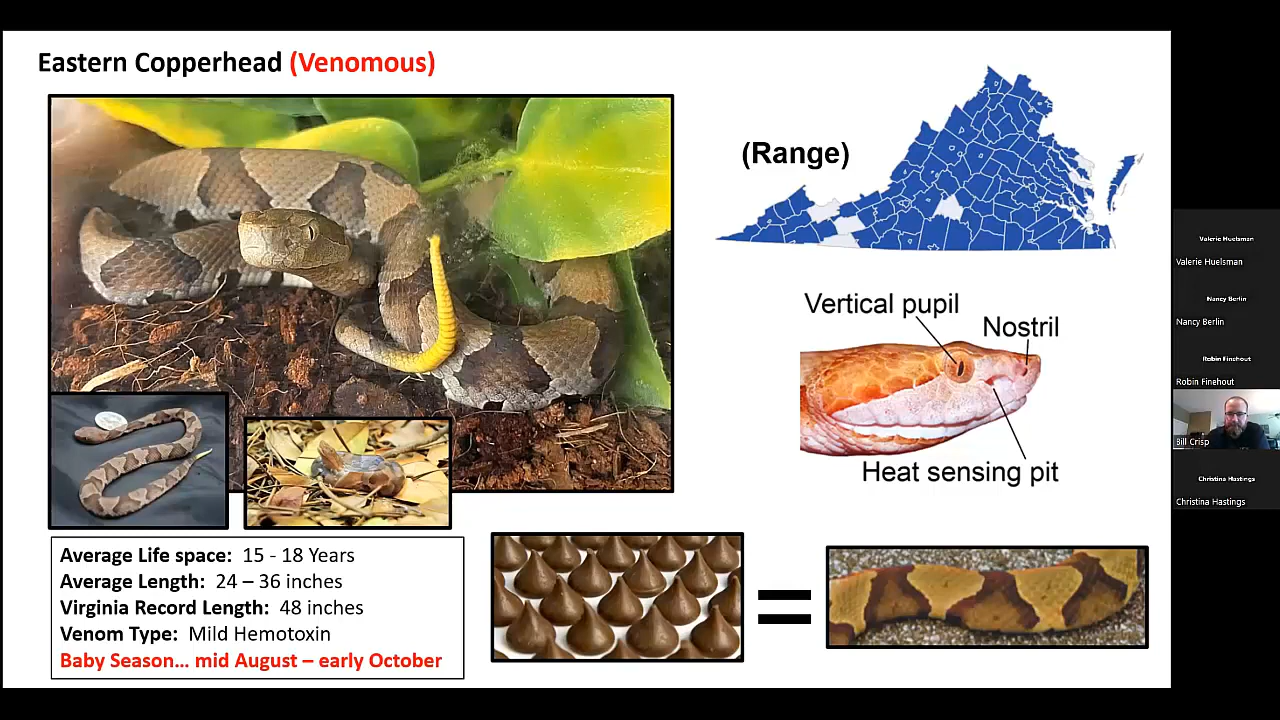 Eastern Copperhead (Venomous)
(Range)
Vertical pupil
Nostril
Heat sensing pit
Average Life space: 15 - 18 Years
Average Length: 24 – 36 inches
Virginia Record Length: 48 inches
Venom Type: Mild Hemotoxin
Baby Season... mid August – early October
Valerie Huelsman
Valerie Huelsman
Nancy Berlin
Nancy Berlin
Robin Finehout
Robin Finehout
Bill Crisp
Christina Hastings
Christina Hastings